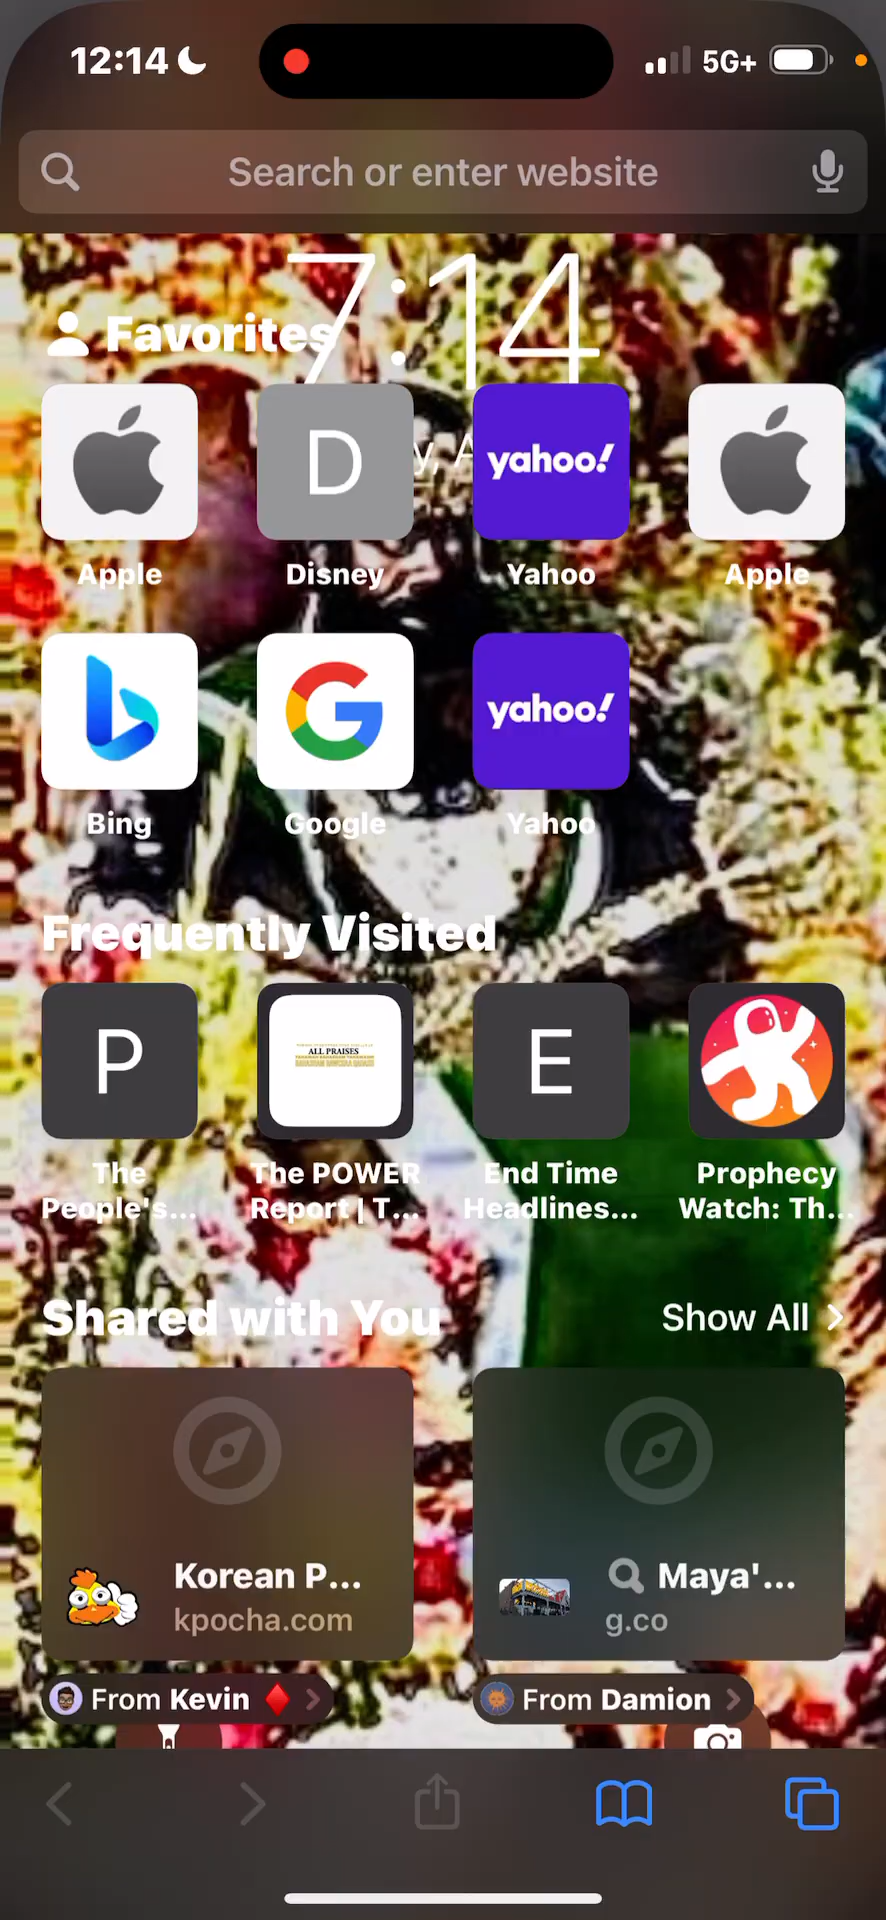 12:14
5G+
Search or enter website
7:14
Favorites
D
y, A
yahoo!
Apple
Disney
Yahoo
Apple
yahoo!
Bing
Google
Yahoo
Frequently Visited
P
ALL PRAISES
E
The People's...
The POWER Report | T...
End Time Headlines...
Prophecy Watch: Th...
Shared with You
Show All
Korean P...
kpocha.com
Maya'...
g.co
From Kevin
From Damion